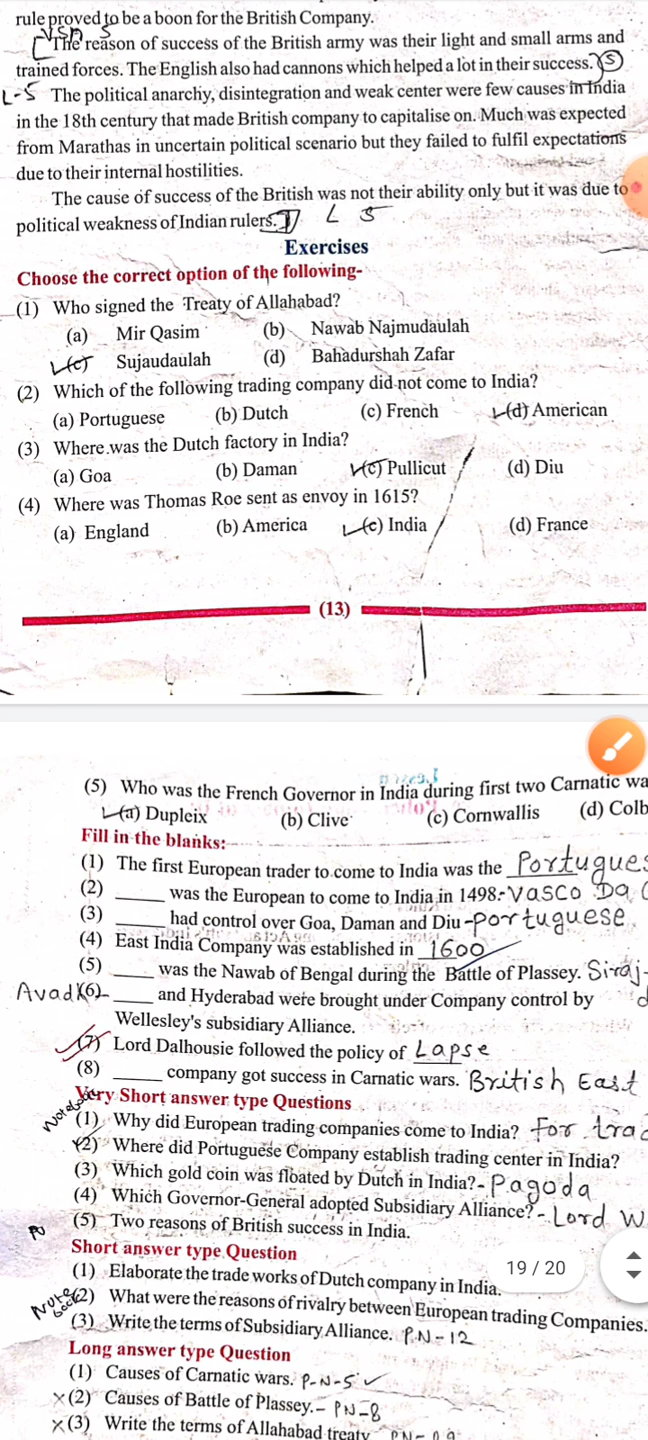 rule proved to be a boon for the British Company.
VSD S
The reason of success of the British army was their light and small arms and
trained forces. The English also had cannons which helped a lot in their success. (S)
L-S The political anarchy, disintegration and weak center were few causes in India
in the 18th century that made British company to capitalise on. Much was expected
from Marathas in uncertain political scenario but they failed to fulfil expectations
due to their internal hostilities.
The cause of success of the British was not their ability only but it was due to
political weakness of Indian rulers. L S
Exercises
Choose the correct option of the following-
(1) Who signed the Treaty of Allahabad?
(a) Mir Qasim (b) Nawab Najmudaulah
(c) Sujaudaulah (d) Bahadurshah Zafar
(2) Which of the following trading company did not come to India?
(a) Portuguese (b) Dutch (c) French (d) American
(3) Where was the Dutch factory in India?
(a) Goa (b) Daman (c) Pullicut (d) Diu
(4) Where was Thomas Roe sent as envoy in 1615?
(a) England (b) America (c) India (d) France
(13)
(5) Who was the French Governor in India during first two Carnatic wa
(a) Dupleix (b) Clive (c) Cornwallis (d) Colb
Fill in the blanks:
(1) The first European trader to come to India was the Portugues
(2) ____ was the European to come to India in 1498.- Vasco Da
(3) ____ had control over Goa, Daman and Diu - portuguese
(4) East India Company was established in 1600
(5) ____ was the Nawab of Bengal during the Battle of Plassey. Siraj-
Avadh (6) ____ and Hyderabad were brought under Company control by
Wellesley's subsidiary Alliance.
(7) Lord Dalhousie followed the policy of Lapse
(8) ____ company got success in Carnatic wars. British East
Very Short answer type Questions
Notebook (1) Why did European trading companies come to India? For trad
(2) Where did Portuguese Company establish trading center in India?
(3) Which gold coin was floated by Dutch in India?- Pagoda
(4) Which Governor-General adopted Subsidiary Alliance? - Lord W
(5) Two reasons of British success in India.
Short answer type Question
(1) Elaborate the trade works of Dutch company in India.
19 / 20
Note book (2) What were the reasons of rivalry between European trading Companies.
(3) Write the terms of Subsidiary Alliance. P.N-12
Long answer type Question
(1) Causes of Carnatic wars. P-N-5
(2) Causes of Battle of Plassey. - PN-8
(3) Write the terms of Allahabad treaty